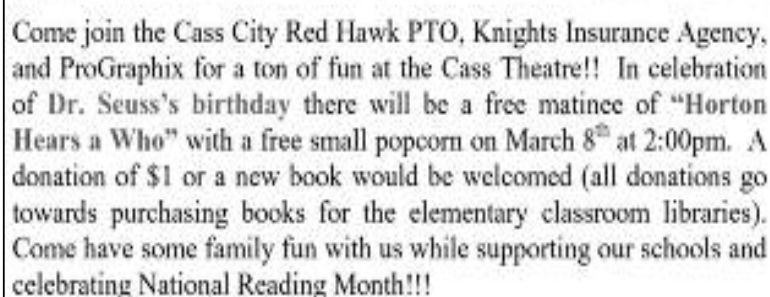 Come join the Cass City Red Hawk PTO, Knights Insurance Agency,
and ProGraphix for a ton of fun at the Cass Theatre!! In celebration
of Dr. Seuss's birthday there will be a free matinee of “Horton
Hears a Who” with a free small popcorn on March 8th at 2:00pm. A
donation of $1 or a new book would be welcomed (all donations go
towards purchasing books for the elementary classroom libraries).
Come have some family fun with us while supporting our schools and
celebrating National Reading Month!!!